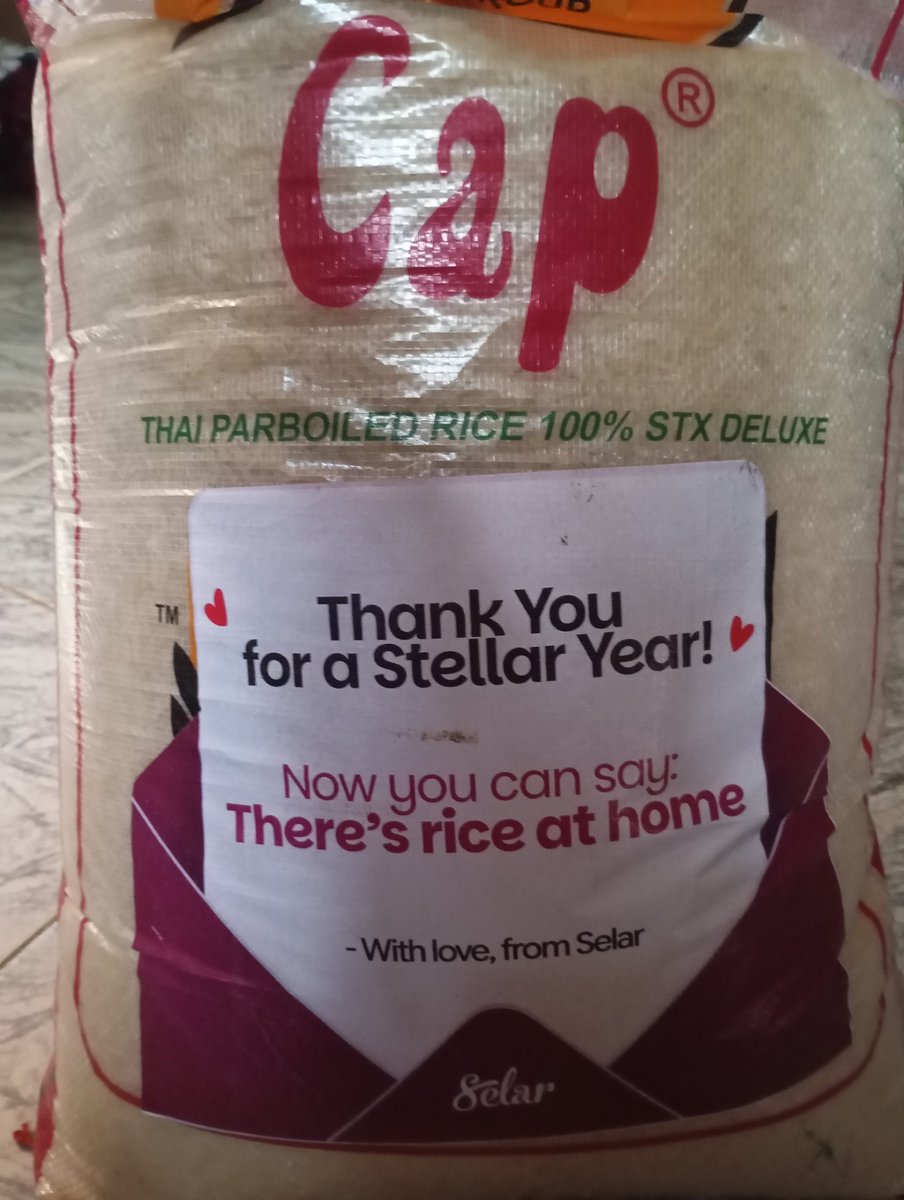 Cap®
THAI PARBOILED RICE 100% STX DELUXE
TM
Thank You
for a Stellar Year!
Now you can say:
There's rice at home
- With love, from Selar
Selar